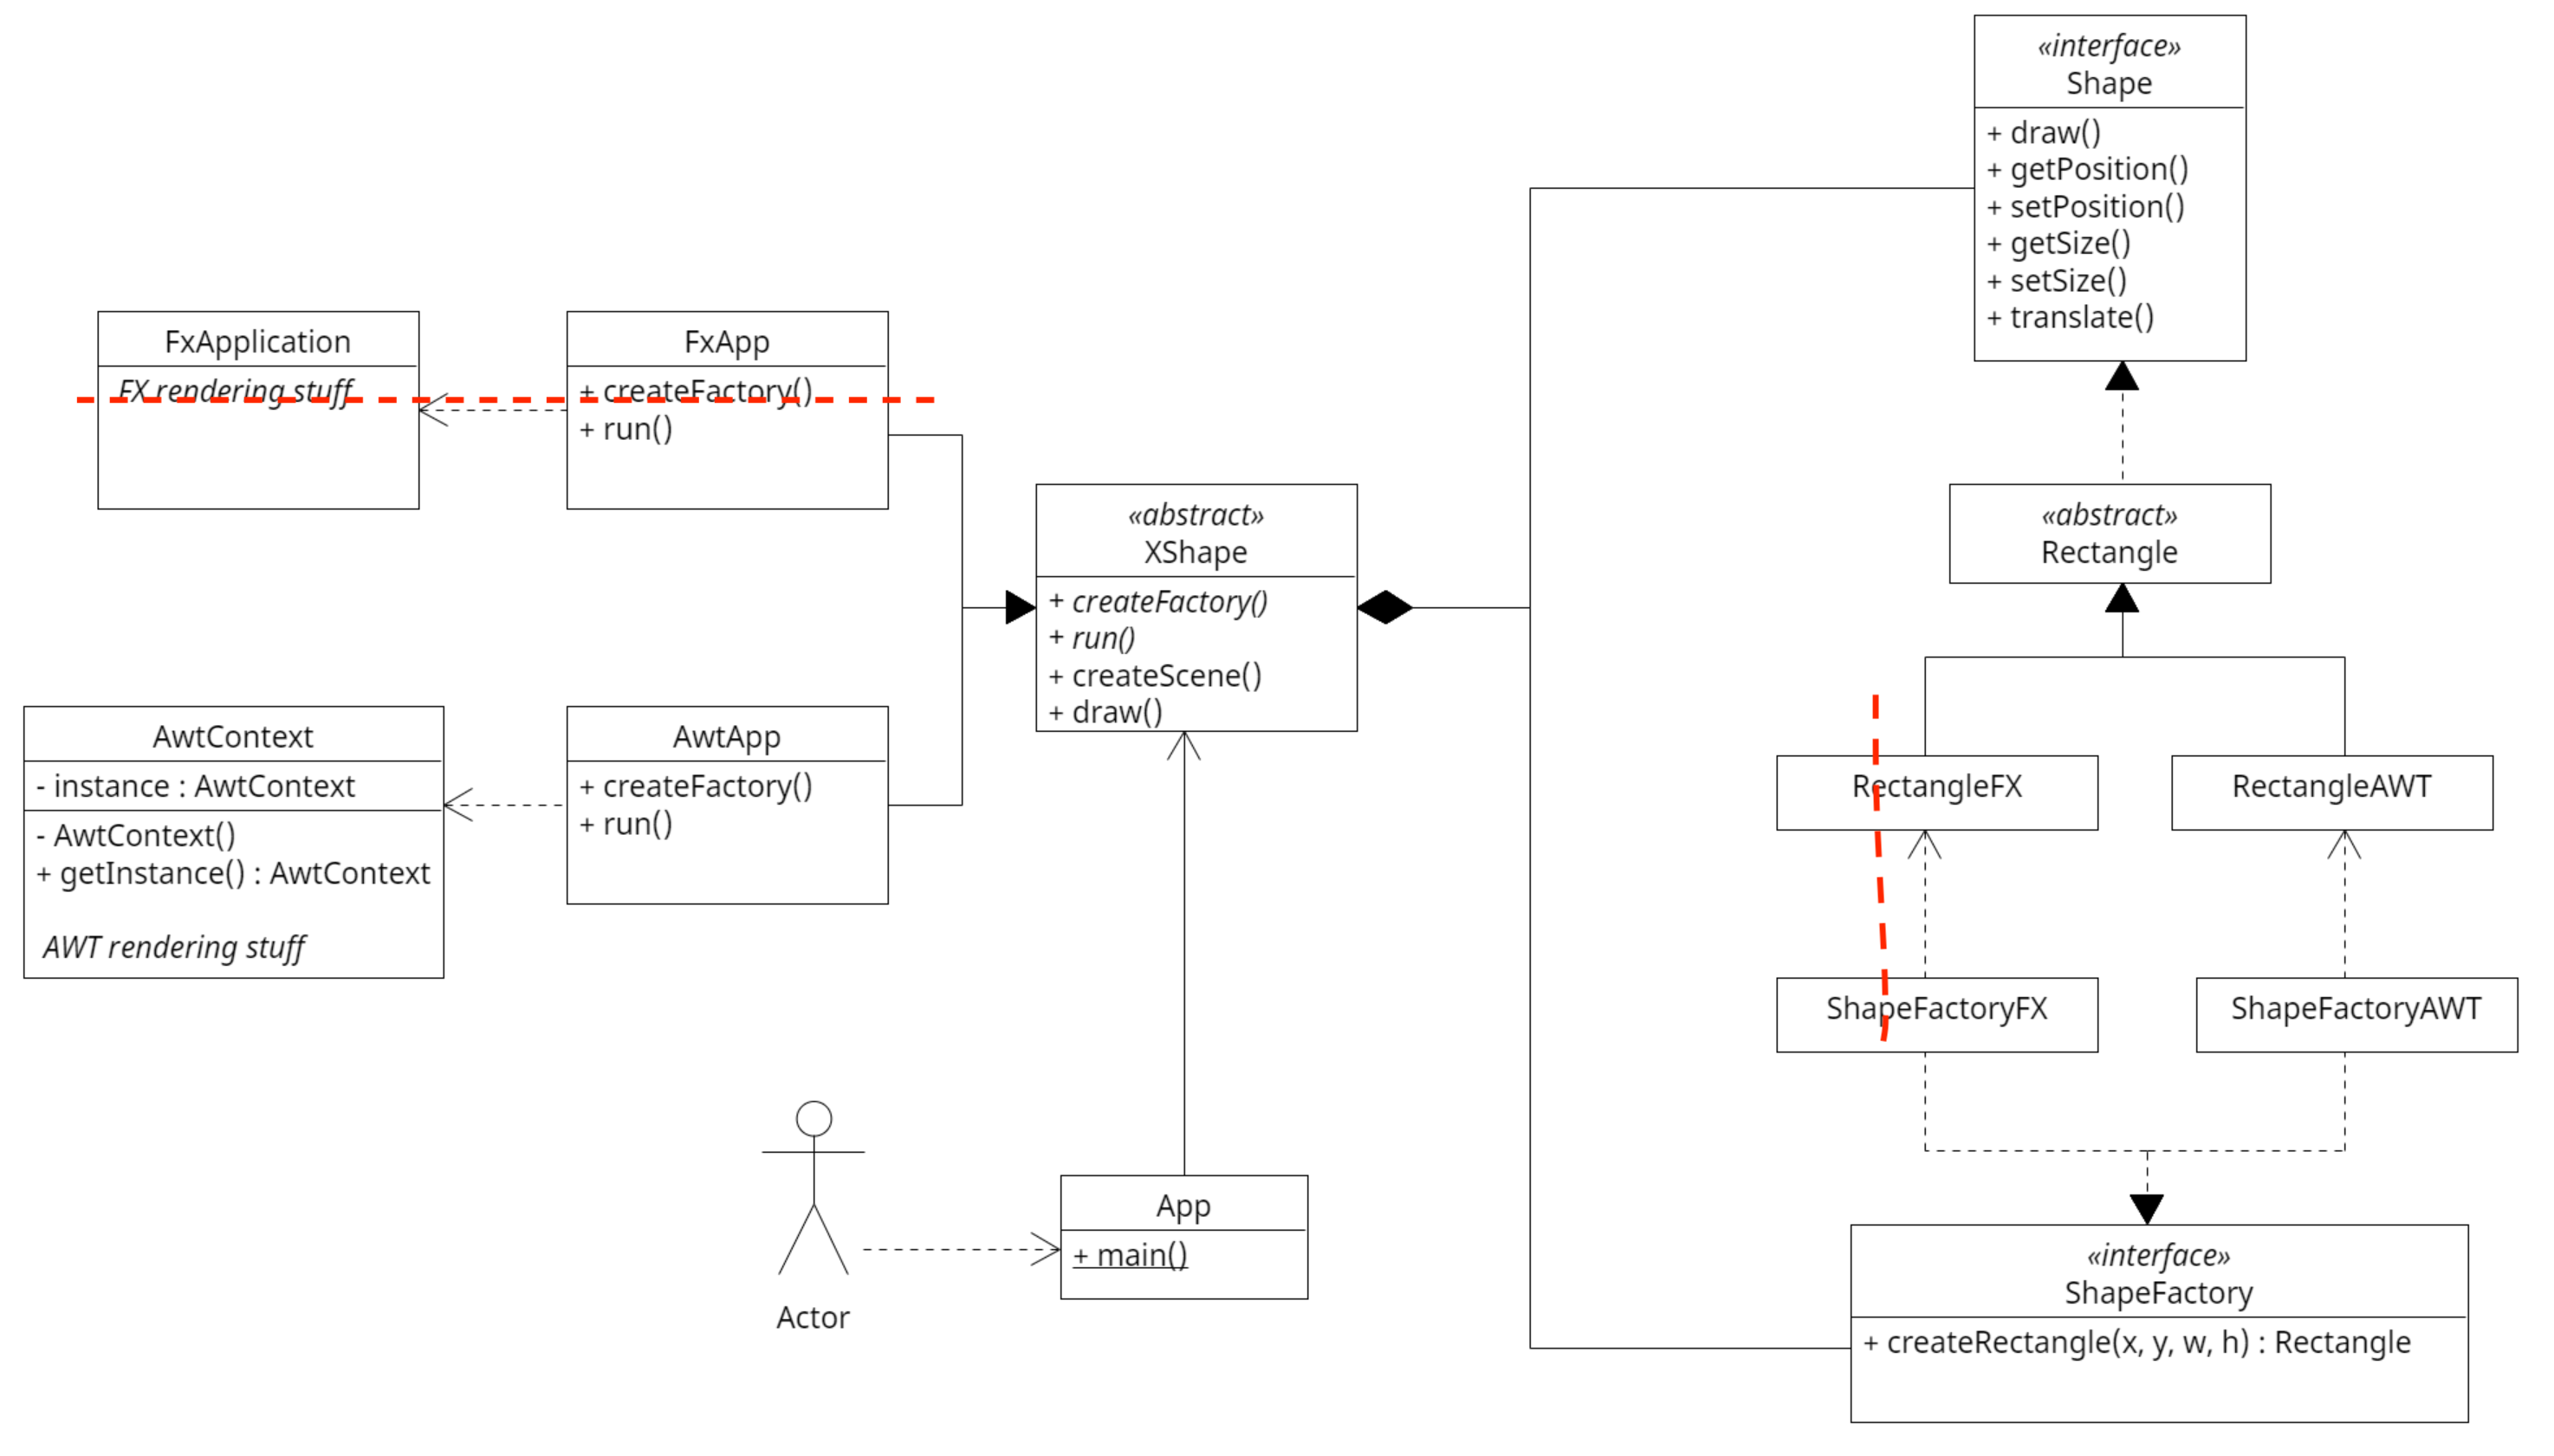 «interface»
Shape
+ draw()
+ getPosition()
+ setPosition()
+ getSize()
+ setSize()
+ translate()
FxApplication
FX rendering stuff
FxApp
+ createFactory()
+ run()
«abstract»
XShape
+ createFactory()
+ run()
+ createScene()
+ draw()
«abstract»
Rectangle
AwtContext
- instance : AwtContext
- AwtContext()
+ getInstance() : AwtContext
AWT rendering stuff
AwtApp
+ createFactory()
+ run()
RectangleFX
RectangleAWT
ShapeFactoryFX
ShapeFactoryAWT
Actor
App
+ main()
«interface»
ShapeFactory
+ createRectangle(x, y, w, h) : Rectangle